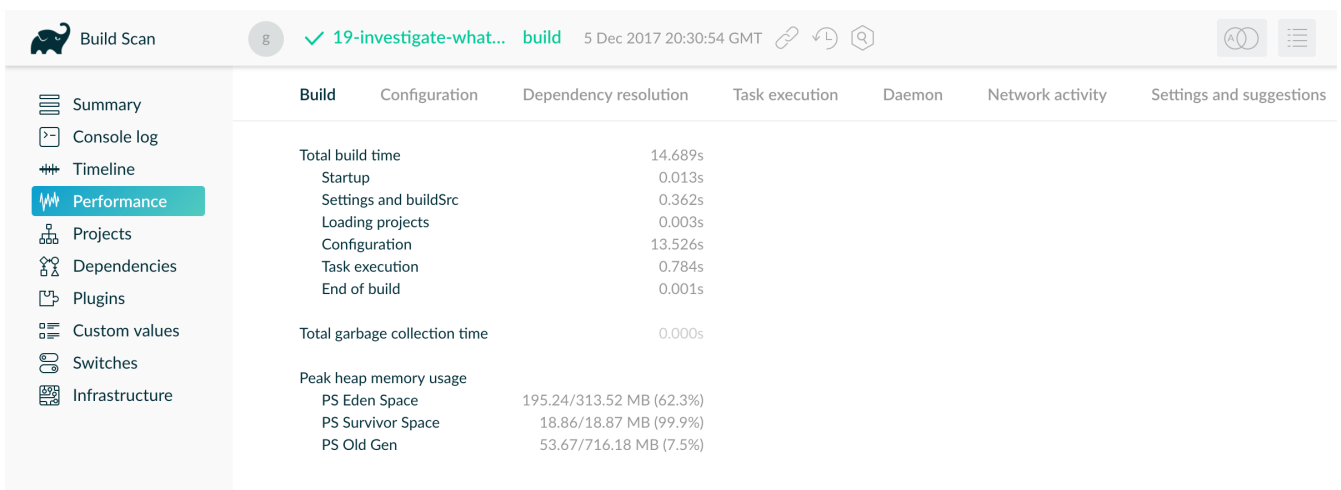 Build Scan
g 19-investigate-what... build 5 Dec 2017 20:30:54 GMT
A
Summary
Console log
Timeline
Performance
Projects
Dependencies
Plugins
Custom values
Switches
Infrastructure
Build Configuration Dependency resolution Task execution Daemon Network activity Settings and suggestions
Total build time 14.689s
Startup 0.013s
Settings and buildSrc 0.362s
Loading projects 0.003s
Configuration 13.526s
Task execution 0.784s
End of build 0.001s
Total garbage collection time 0.000s
Peak heap memory usage
PS Eden Space 195.24/313.52 MB (62.3%)
PS Survivor Space 18.86/18.87 MB (99.9%)
PS Old Gen 53.67/716.18 MB (7.5%)